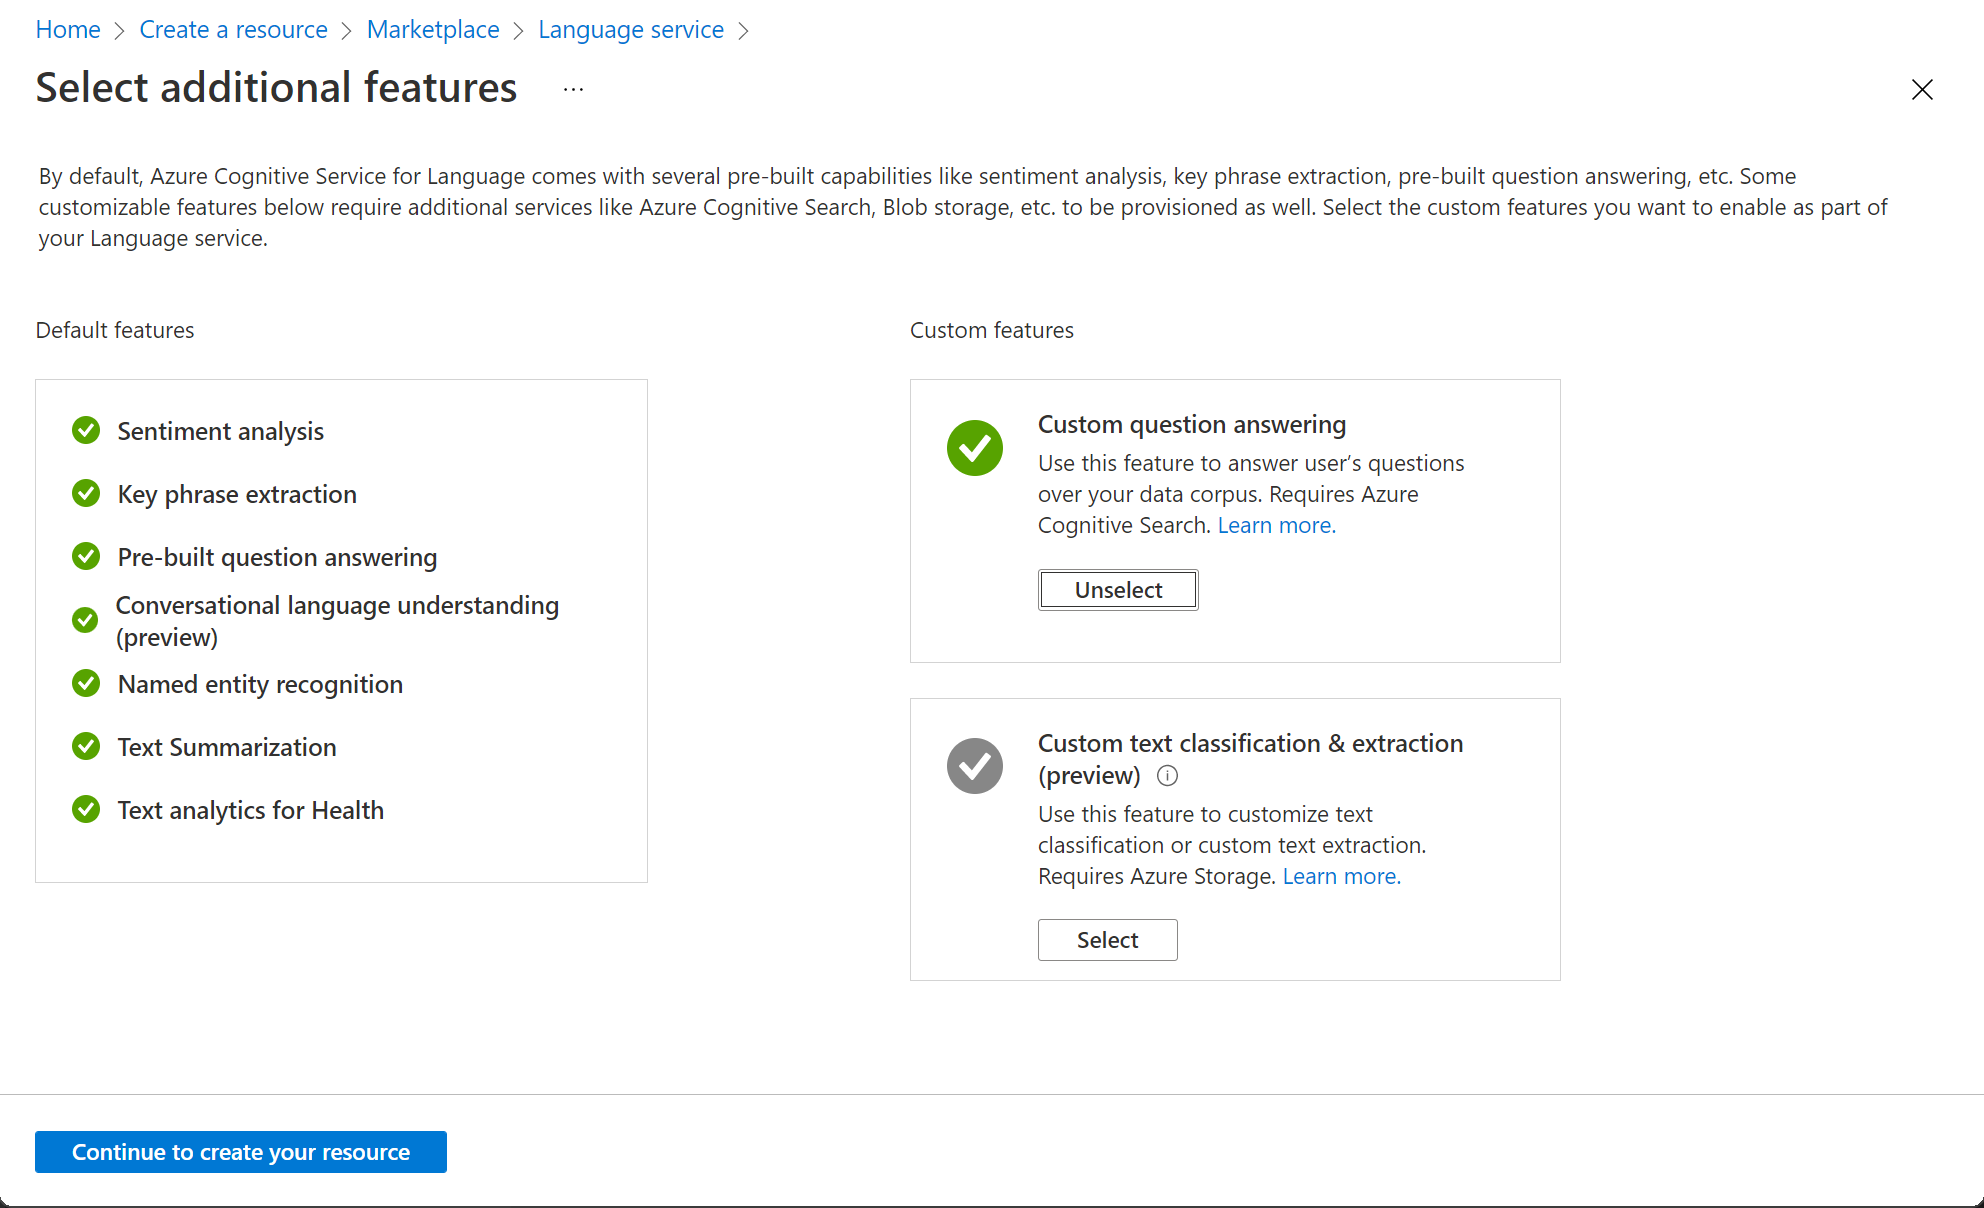 Home > Create a resource > Marketplace > Language service >
Select additional features ...
By default, Azure Cognitive Service for Language comes with several pre-built capabilities like sentiment analysis, key phrase extraction, pre-built question answering, etc. Some
customizable features below require additional services like Azure Cognitive Search, Blob storage, etc. to be provisioned as well. Select the custom features you want to enable as part of
your Language service.
Default features
Sentiment analysis
Key phrase extraction
Pre-built question answering
Conversational language understanding
(preview)
Named entity recognition
Text Summarization
Text analytics for Health
Custom features
Custom question answering
Use this feature to answer user’s questions
over your data corpus. Requires Azure
Cognitive Search. Learn more.
Unselect
Custom text classification & extraction
(preview)
Use this feature to customize text
classification or custom text extraction.
Requires Azure Storage. Learn more.
Select
Continue to create your resource